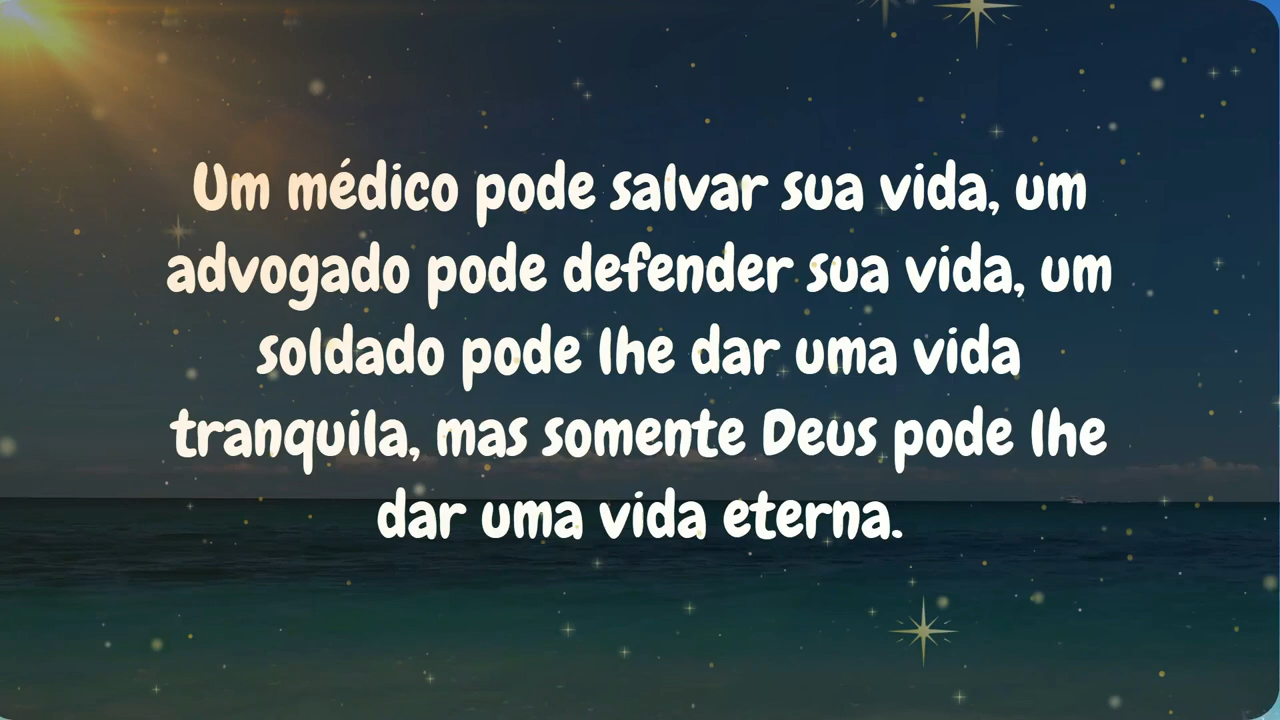 Um médico pode salvar sua vida, um
advogado pode defender sua vida, um
soldado pode lhe dar uma vida
tranquila, mas somente Deus pode lhe
dar uma vida eterna.